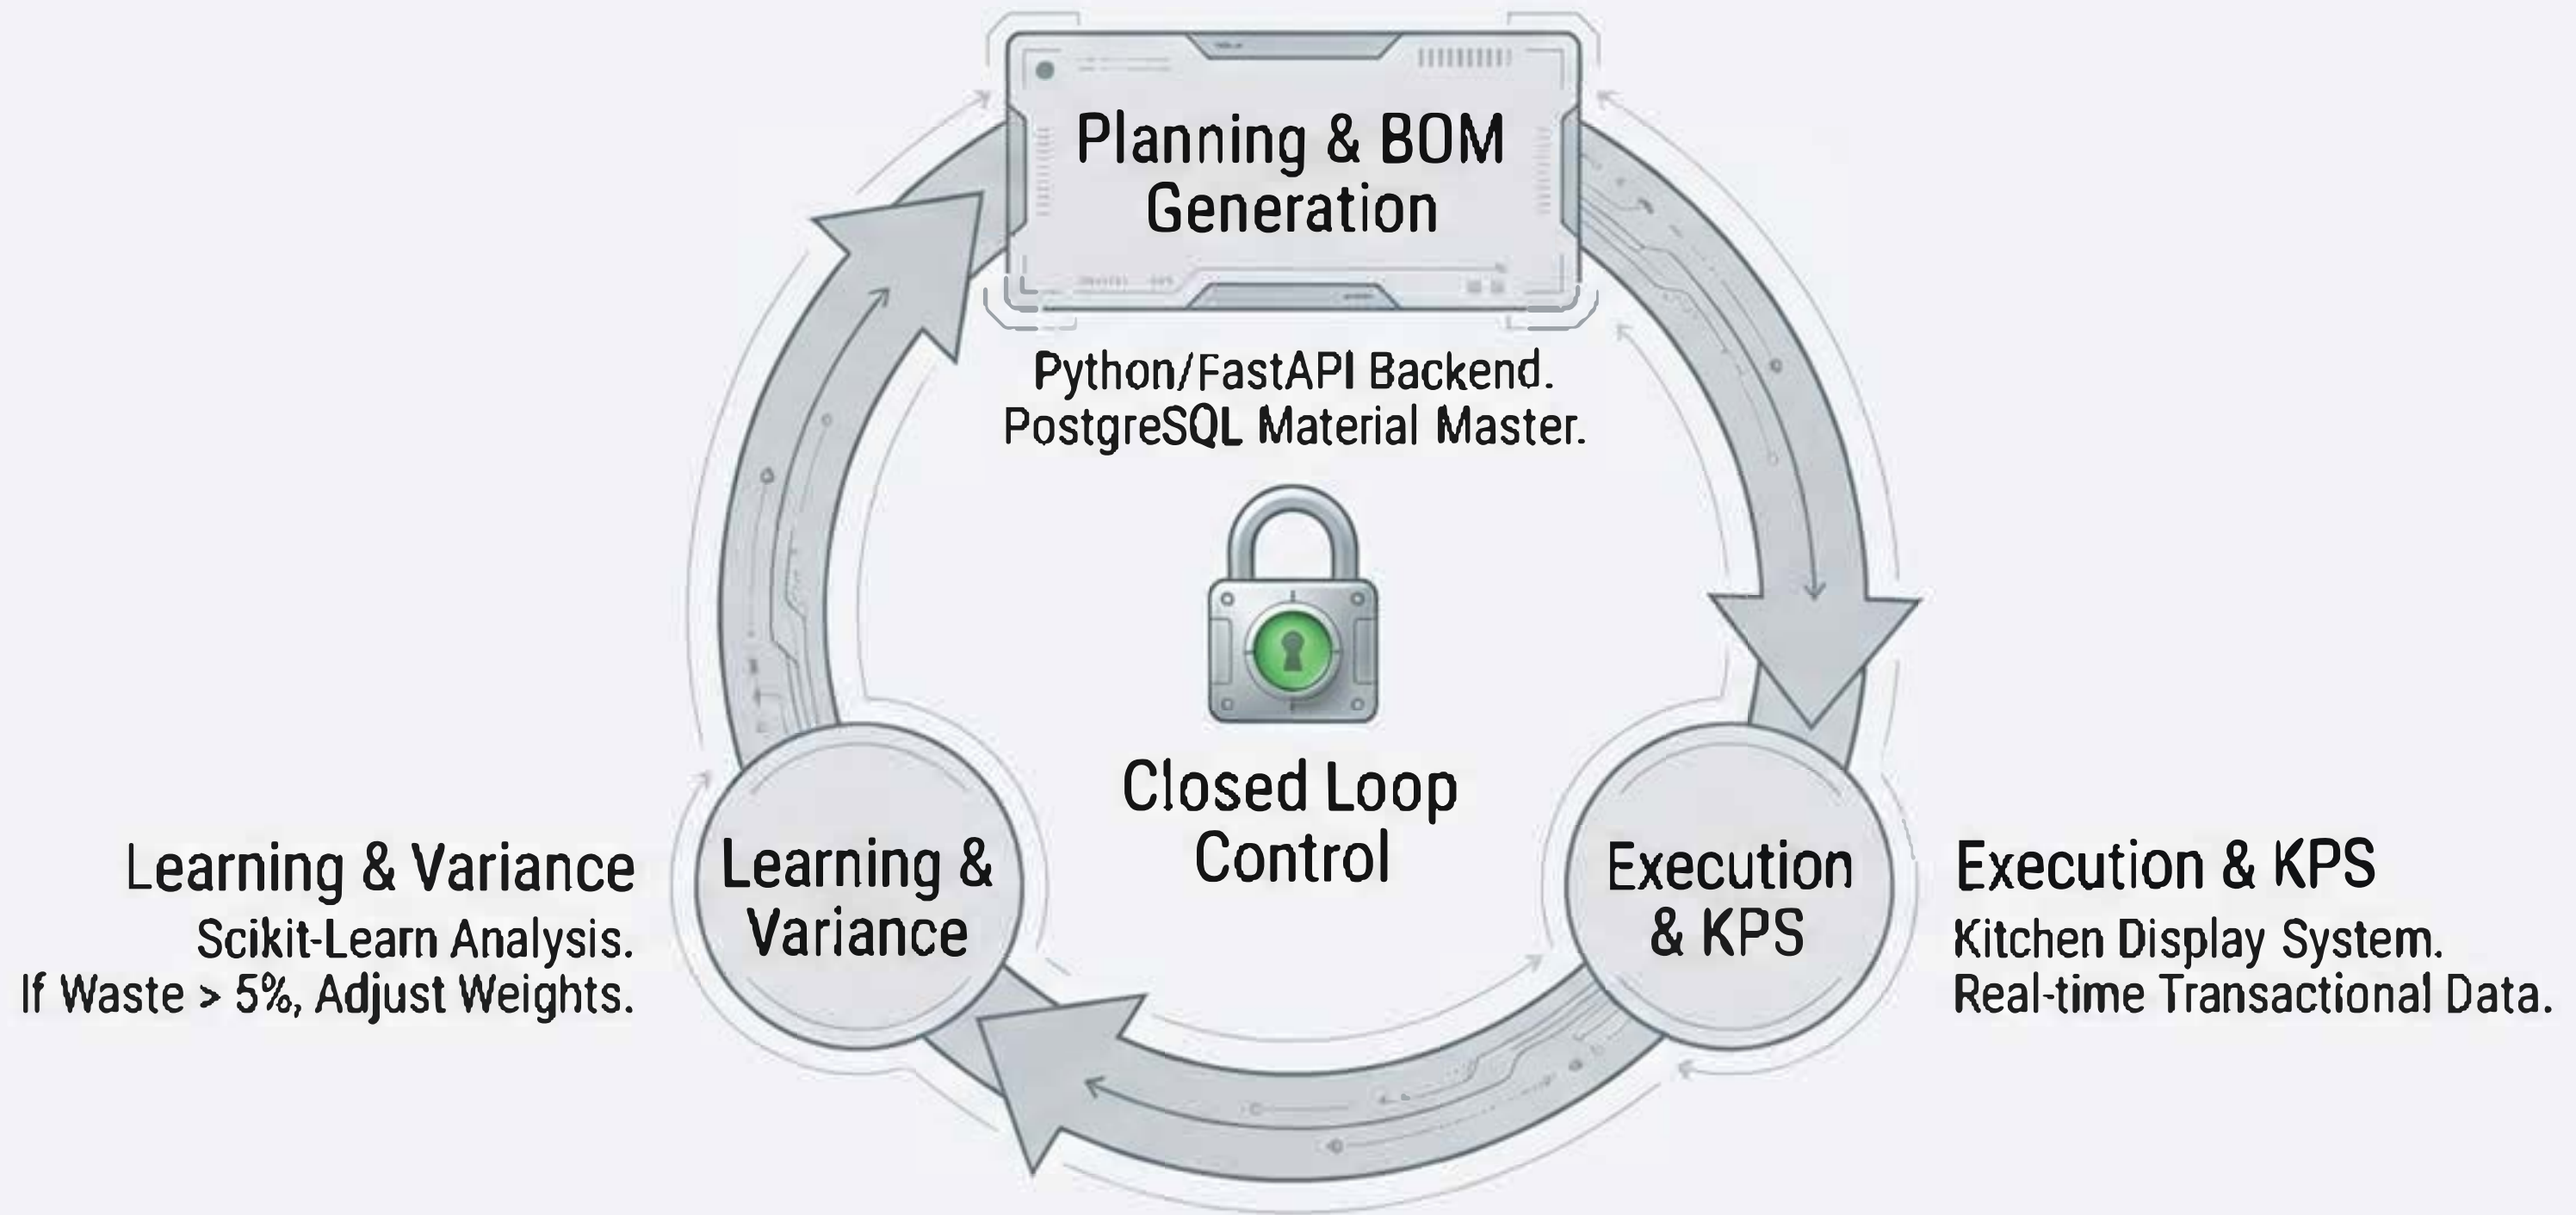 Planning & BOM
Generation
Python/FastAPI Backend.
PostgreSQL Material Master.
Closed Loop
Control
Learning & Variance
Scikit-Learn Analysis.
If Waste > 5%, Adjust Weights.
Learning &
Variance
Execution
& KPS
Execution & KPS
Kitchen Display System.
Real-time Transactional Data.